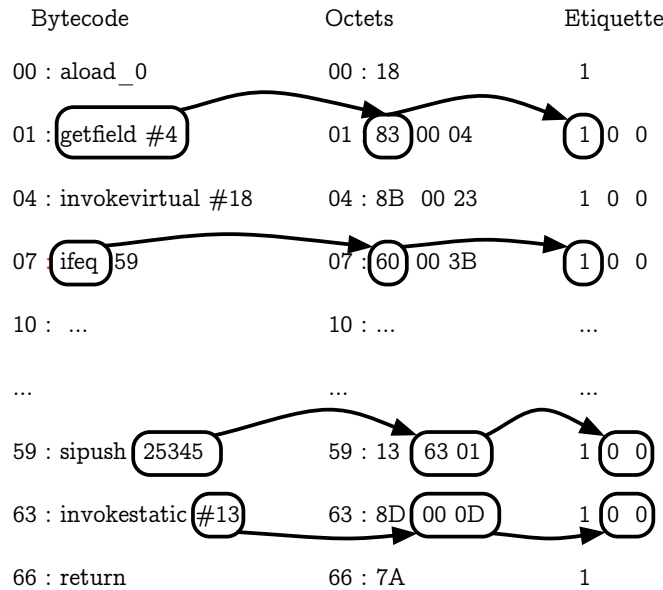 Bytecode Octets Etiquette
00 : aload_0 00 : 18 1
01 : getfield #4 01 : 83 00 04 1 0 0
04 : invokevirtual #18 04 : 8B 00 23 1 0 0
07 : ifeq 59 07 : 60 00 3B 1 0 0
10 : ... 10 : ... ...
... ... ...
59 : sipush 25345 59 : 13 63 01 1 0 0
63 : invokestatic #13 63 : 8D 00 0D 1 0 0
66 : return 66 : 7A 1